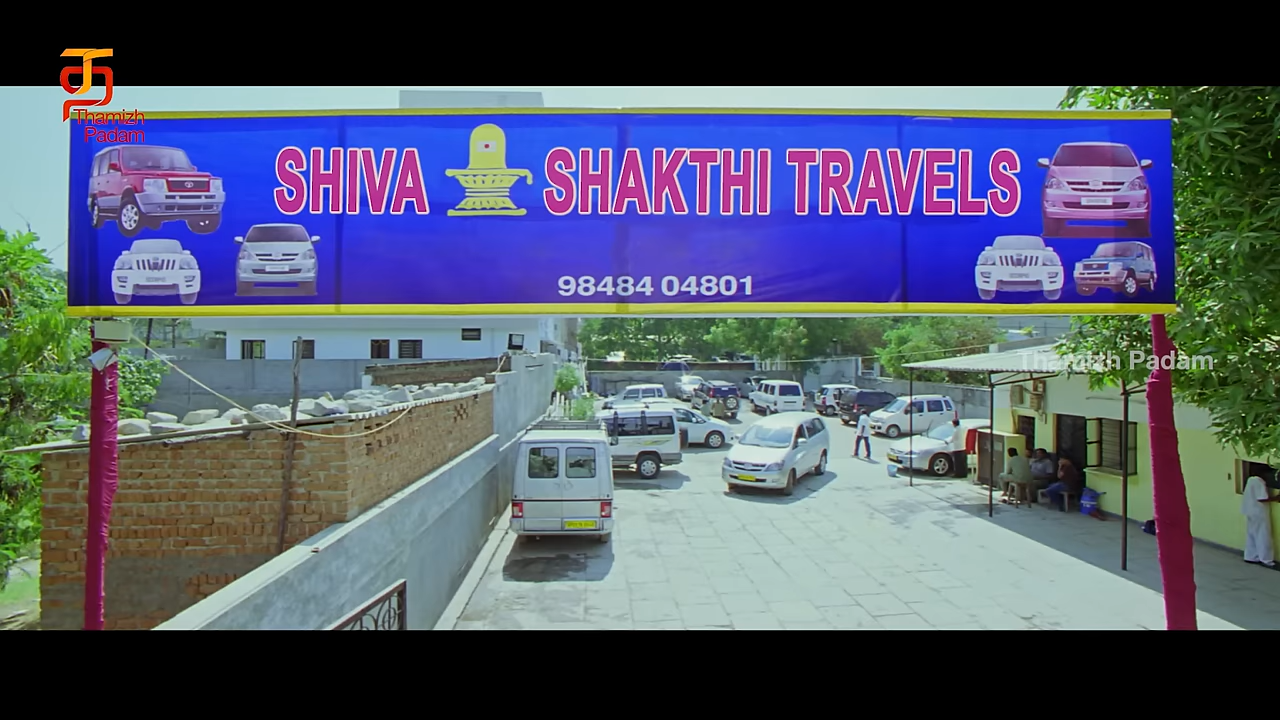 த
Thamizh
Padam
SHIVA SHAKTHI TRAVELS
98484 04801
Thamizh Padam